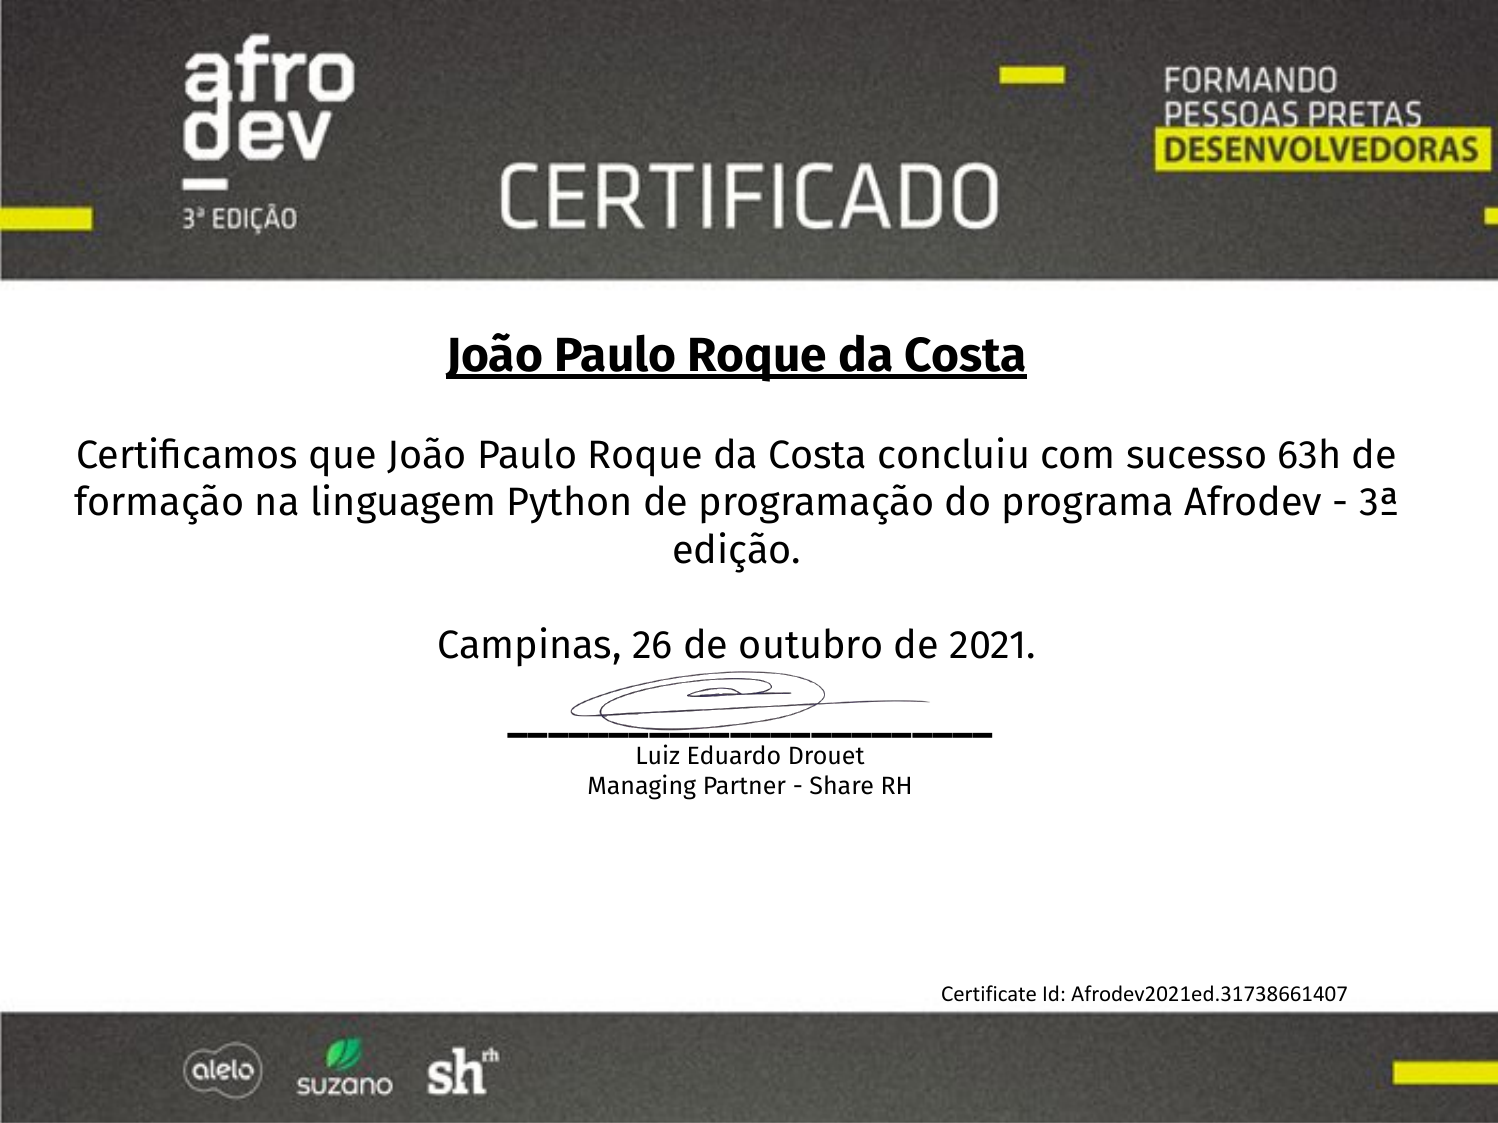 afro
dev
3ª EDIÇÃO
CERTIFICADO
FORMANDO
PESSOAS PRETAS
DESENVOLVEDORAS
João Paulo Roque da Costa
Certificamos que João Paulo Roque da Costa concluiu com sucesso 63h de
formação na linguagem Python de programação do programa Afrodev - 3ª
edição.
Campinas, 26 de outubro de 2021.
Luiz Eduardo Drouet
Managing Partner - Share RH
Certificate Id: Afrodev2021ed.31738661407
alelo
suzano
sh rh